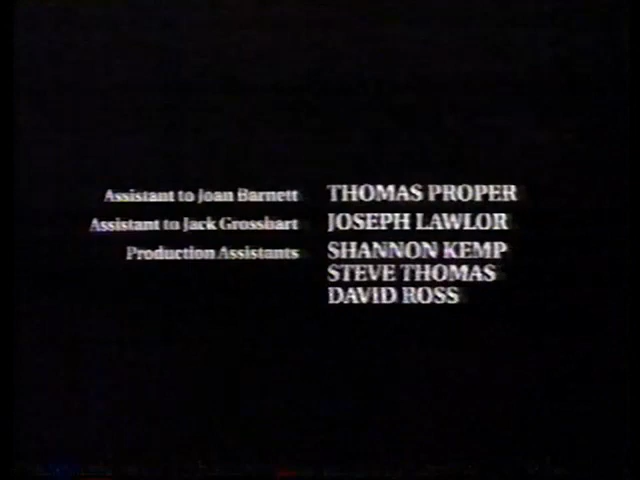 Assistant to Joan Barnett THOMAS PROPER
Assistant to Jack Grossbart JOSEPH LAWLOR
Production Assistants SHANNON KEMP
STEVE THOMAS
DAVID ROSS